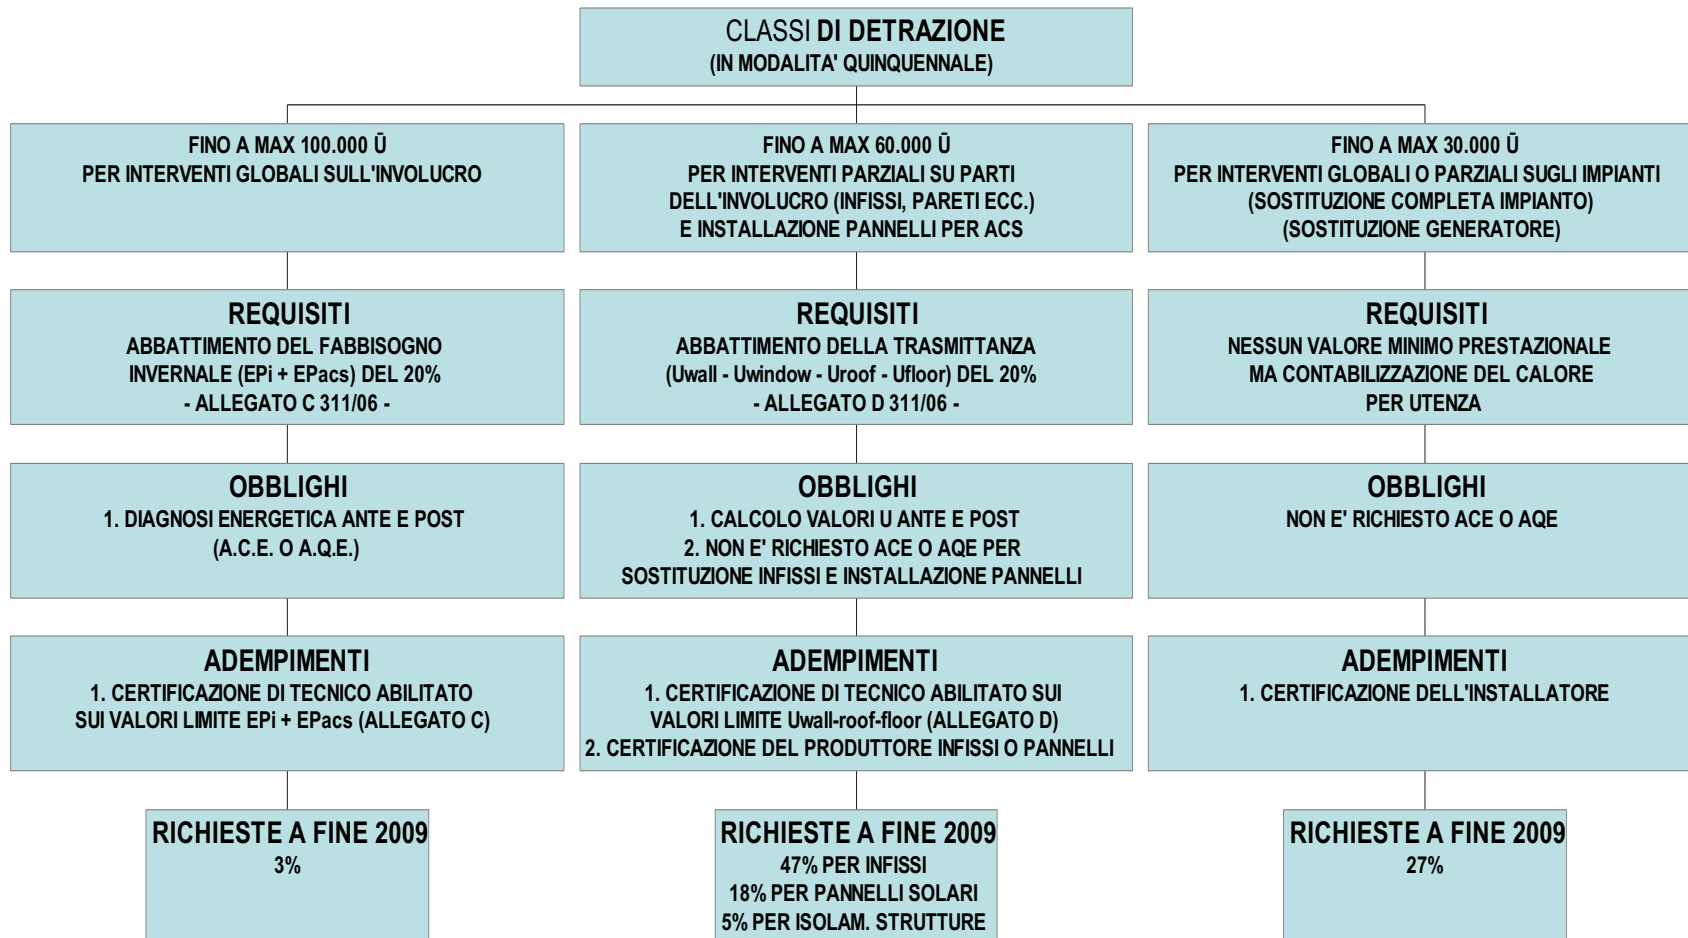 CLASSI DI DETRAZIONE
(IN MODALITA' QUINQUENNALE)
FINO A MAX 100.000 Ū
PER INTERVENTI GLOBALI SULL'INVOLUCRO
REQUISITI
ABBATTIMENTO DEL FABBISOGNO
INVERNALE (EPi + EPacs) DEL 20%
- ALLEGATO C 311/06 -
OBBLIGHI
1. DIAGNOSI ENERGETICA ANTE E POST
(A.C.E. O A.Q.E.)
ADEMPIMENTI
1. CERTIFICAZIONE DI TECNICO ABILITATO
SUI VALORI LIMITE EPi + EPacs (ALLEGATO C)
RICHIESTE A FINE 2009
3%
FINO A MAX 60.000 Ū
PER INTERVENTI PARZIALI SU PARTI
DELL'INVOLUCRO (INFISSI, PARETI ECC.)
E INSTALLAZIONE PANNELLI PER ACS
REQUISITI
ABBATTIMENTO DELLA TRASMITTANZA
(Uwall - Uwindow - Uroof - Ufloor) DEL 20%
- ALLEGATO D 311/06 -
OBBLIGHI
1. CALCOLO VALORI U ANTE E POST
2. NON E' RICHIESTO ACE O AQE PER
SOSTITUZIONE INFISSI E INSTALLAZIONE PANNELLI
ADEMPIMENTI
1. CERTIFICAZIONE DI TECNICO ABILITATO SUI
VALORI LIMITE Uwall-roof-floor (ALLEGATO D)
2. CERTIFICAZIONE DEL PRODUTTORE INFISSI O PANNELLI
RICHIESTE A FINE 2009
47% PER INFISSI
18% PER PANNELLI SOLARI
5% PER ISOLAM. STRUTTURE
FINO A MAX 30.000 Ū
PER INTERVENTI GLOBALI O PARZIALI SUGLI IMPIANTI
(SOSTITUZIONE COMPLETA IMPIANTO)
(SOSTITUZIONE GENERATORE)
REQUISITI
NESSUN VALORE MINIMO PRESTAZIONALE
MA CONTABILIZZAZIONE DEL CALORE
PER UTENZA
OBBLIGHI
NON E' RICHIESTO ACE O AQE
ADEMPIMENTI
1. CERTIFICAZIONE DELL'INSTALLATORE
RICHIESTE A FINE 2009
27%